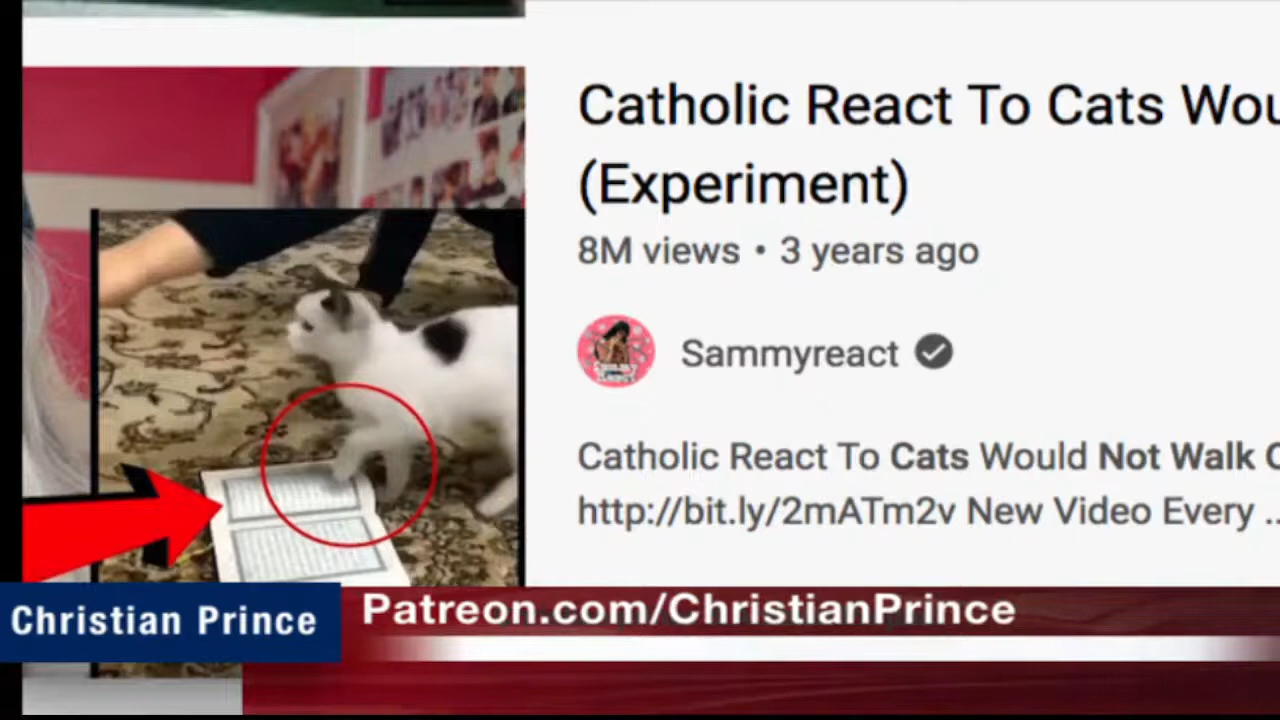 Catholic React To Cats Wou
(Experiment)
8M views • 3 years ago
Sammyreact
Catholic React To Cats Would Not Walk
http://bit.ly/2mATm2v New Video Every ..
Christian Prince
Patreon.com/ChristianPrince